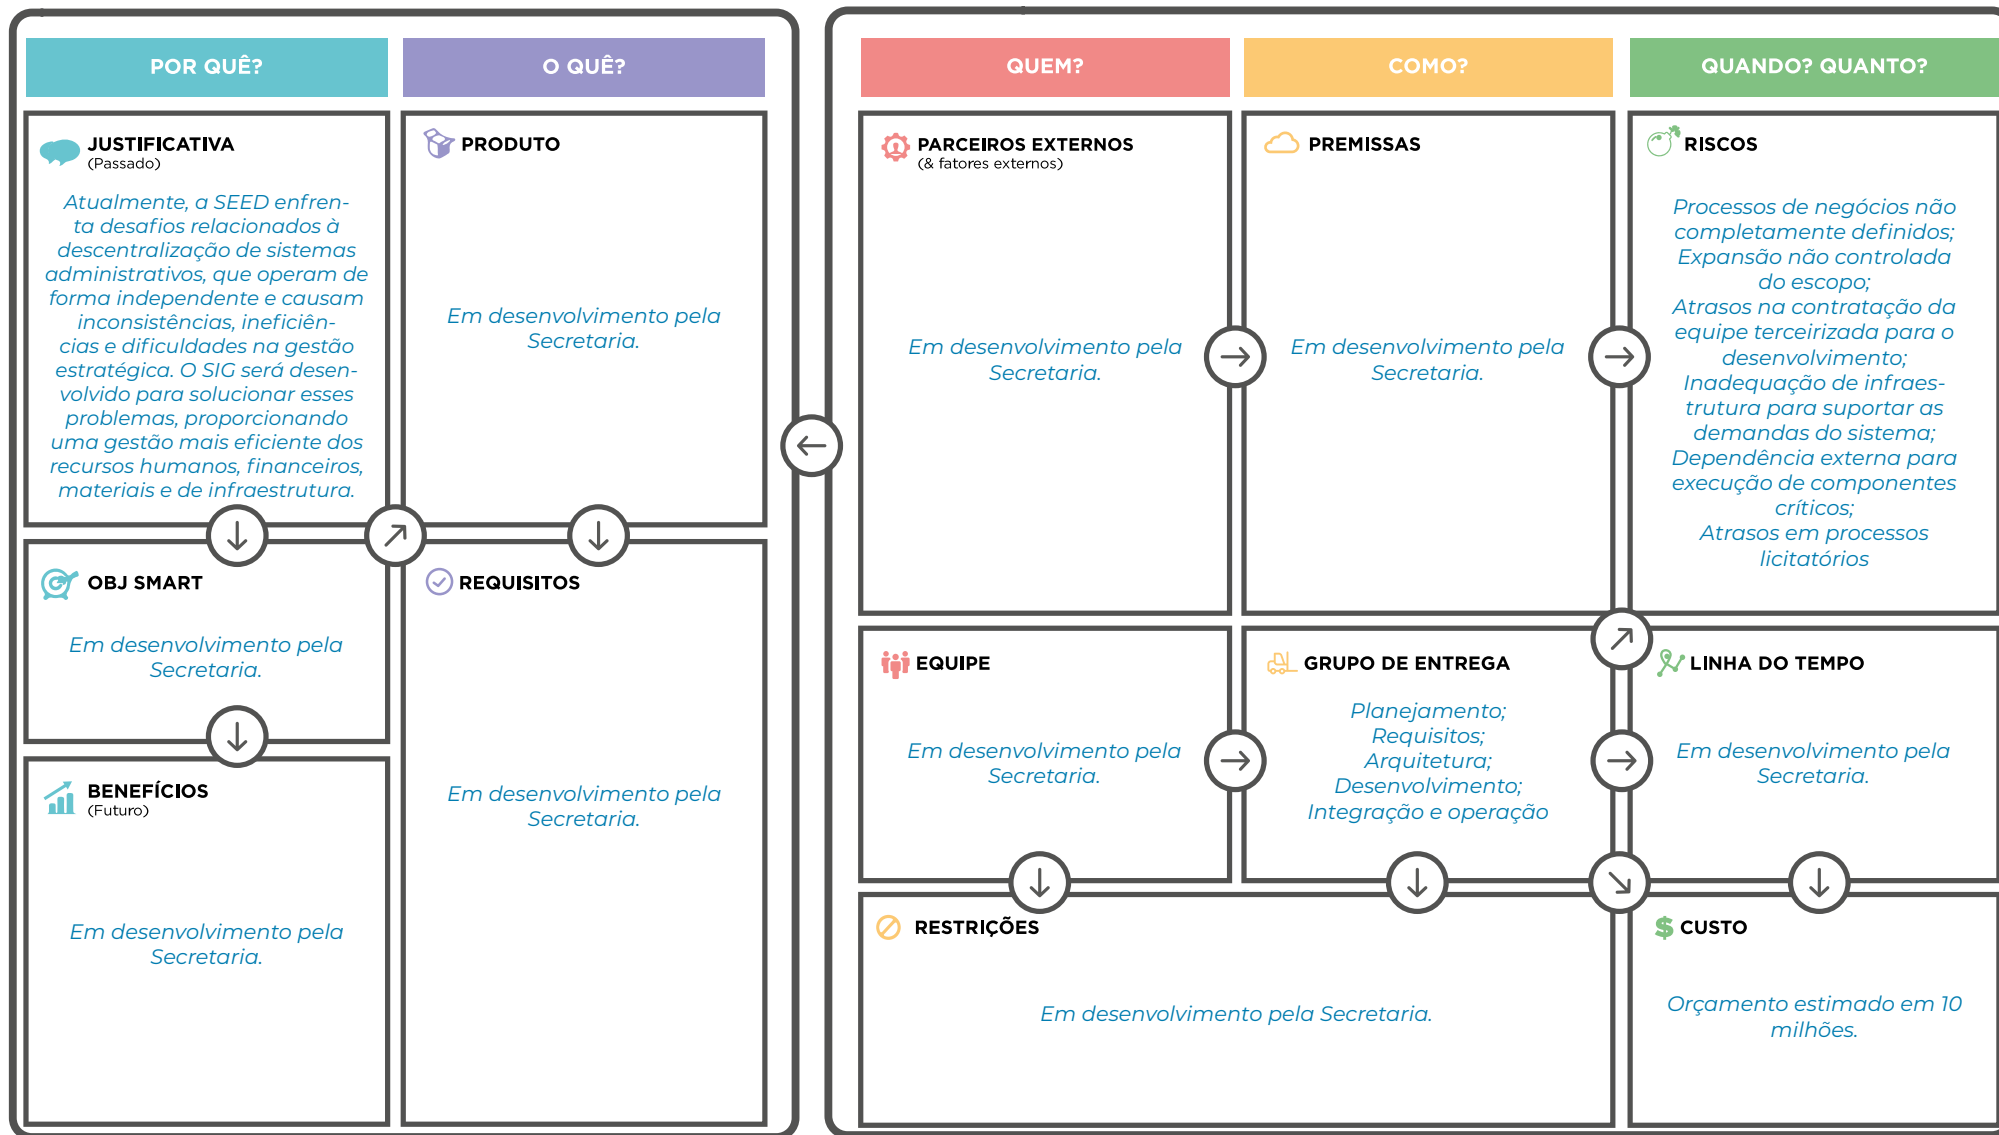 POR QUÊ?
O QUÊ?
QUEM?
COMO?
QUANDO? QUANTO?
JUSTIFICATIVA
(Passado)
Atualmente, a SEED enfren-
ta desafios relacionados à
descentralização de sistemas
administrativos, que operam de
forma independente e causam
inconsistências, ineficiên-
cias e dificuldades na gestão
estratégica. O SIG será desen-
volvido para solucionar esses
problemas, proporcionando
uma gestão mais eficiente dos
recursos humanos, financeiros,
materiais e de infraestrutura.
OBJ SMART
Em desenvolvimento pela
Secretaria.
BENEFÍCIOS
(Futuro)
Em desenvolvimento pela
Secretaria.
PRODUTO
Em desenvolvimento pela
Secretaria.
REQUISITOS
Em desenvolvimento pela
Secretaria.
PARCEIROS EXTERNOS
(& fatores externos)
Em desenvolvimento pela
Secretaria.
PREMISSAS
Em desenvolvimento pela
Secretaria.
RISCOS
Processos de negócios não
completamente definidos;
Expansão não controlada
do escopo;
Atrasos na contratação da
equipe terceirizada para o
desenvolvimento;
Inadequação de infraes-
trutura para suportar as
demandas do sistema;
Dependência externa para
execução de componentes
críticos;
Atrasos em processos
licitatórios
EQUIPE
Em desenvolvimento pela
Secretaria.
GRUPO DE ENTREGA
Planejamento;
Requisitos;
Arquitetura;
Desenvolvimento;
Integração e operação
LINHA DO TEMPO
Em desenvolvimento pela
Secretaria.
RESTRIÇÕES
Em desenvolvimento pela Secretaria.
CUSTO
Orçamento estimado em 10
milhões.